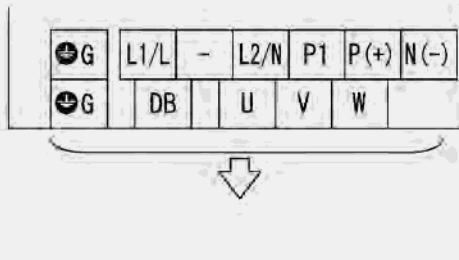 G L1/L - L2/N P1 P(+) N(-)
G DB U V W